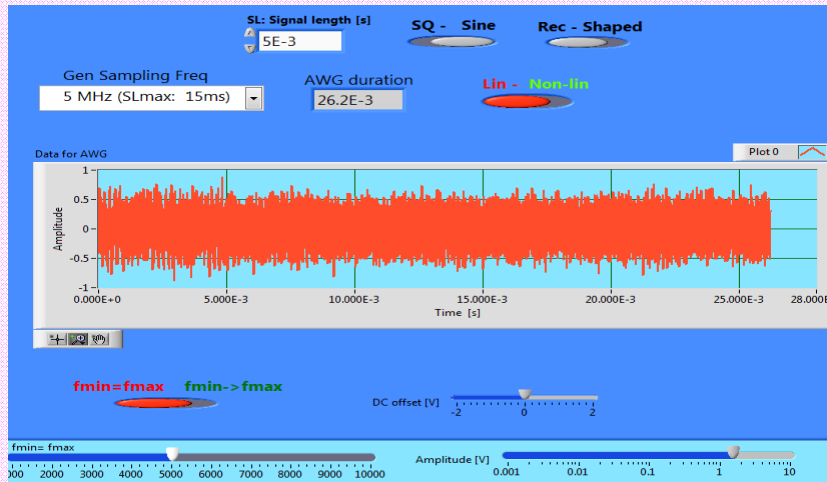 SL: Signal length [s]
5E-3
SQ - Sine
Rec - Shaped
Gen Sampling Freq
5 MHz (SLmax: 15ms)
AWG duration
26.2E-3
Lin - Non-lin
Data for AWG
Plot 0
Amplitude
1
0.5
0
-0.5
-1
0.000E+0 5.000E-3 10.000E-3 15.000E-3 20.000E-3 25.000E-3
Time [s]
fmin=fmax fmin->fmax
DC offset [V]
-2 0 2
fmin= fmax
2000 3000 4000 5000 6000 7000 8000 9000 10000
Amplitude [V]
0.001 0.01 0.1 1 10